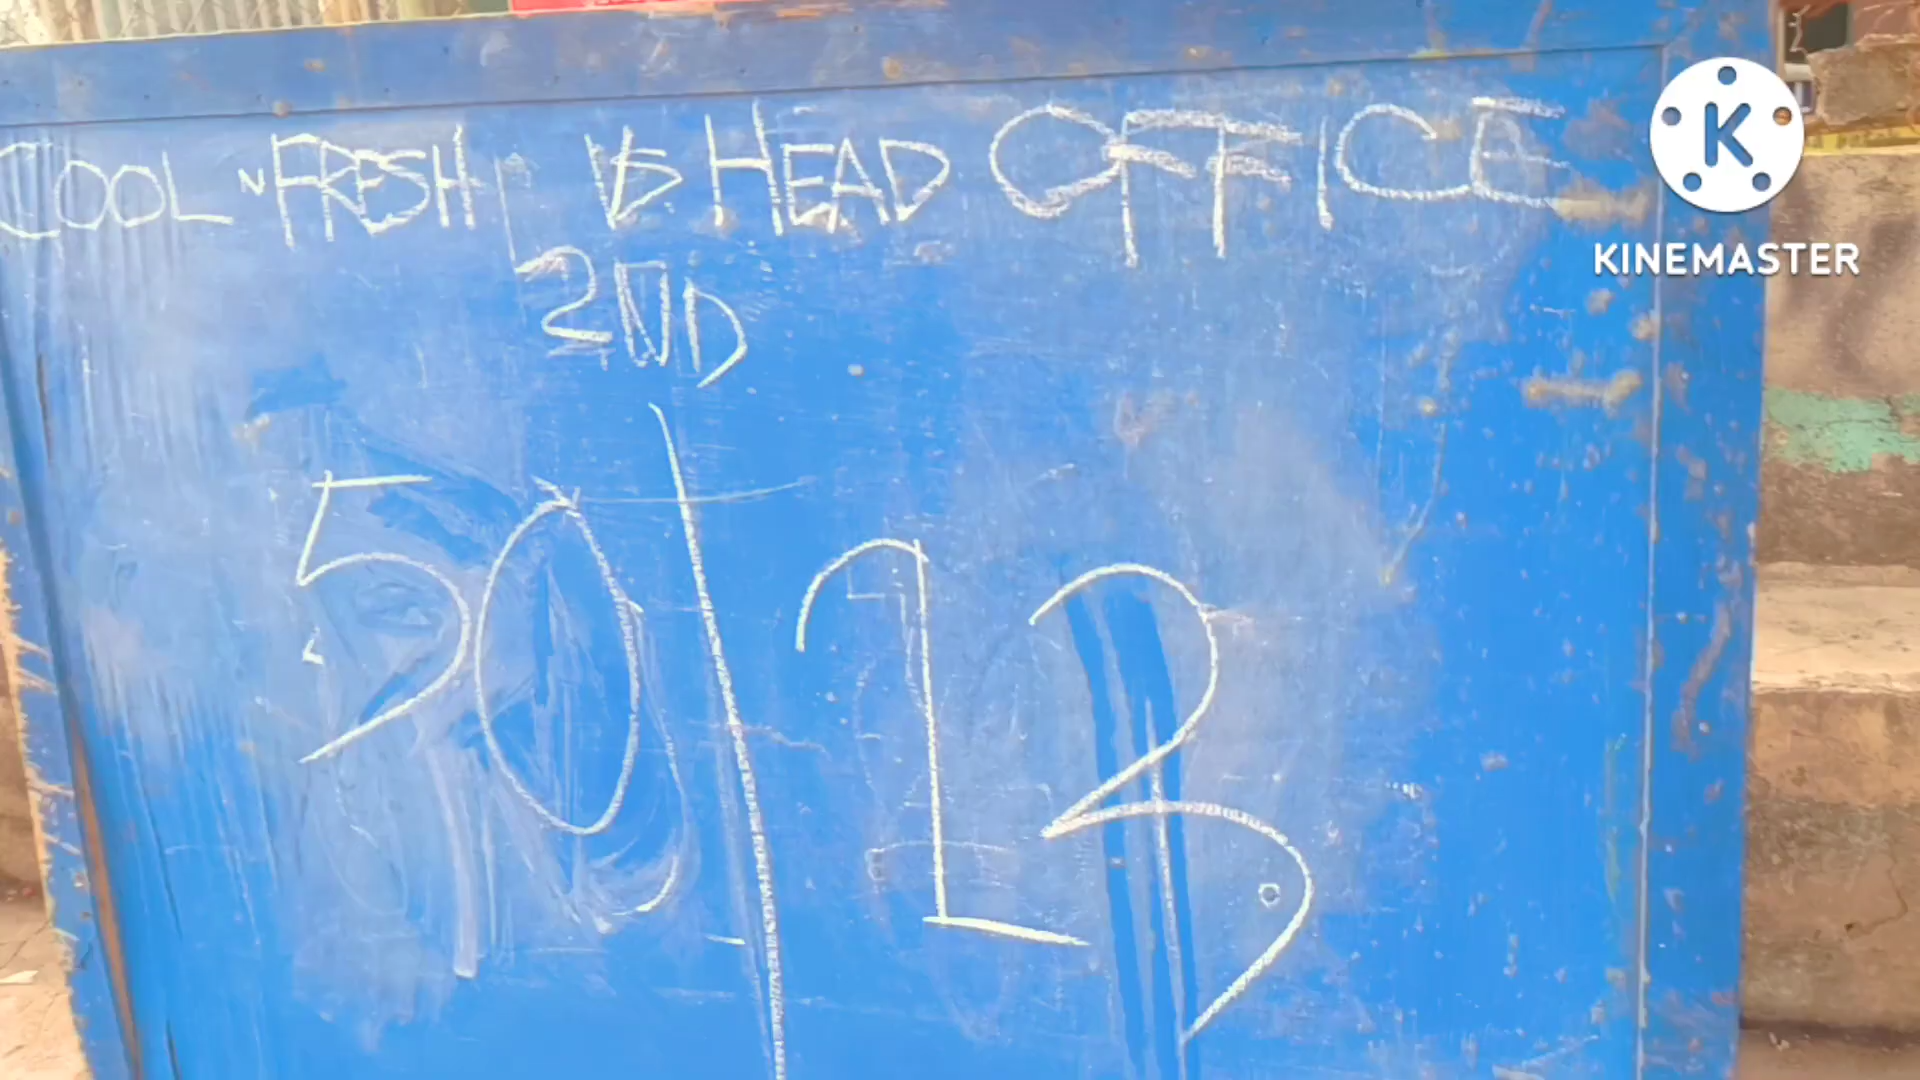 COOL n FRESH VS. HEAD OFFICE
2ND
50 13
K
KINEMASTER